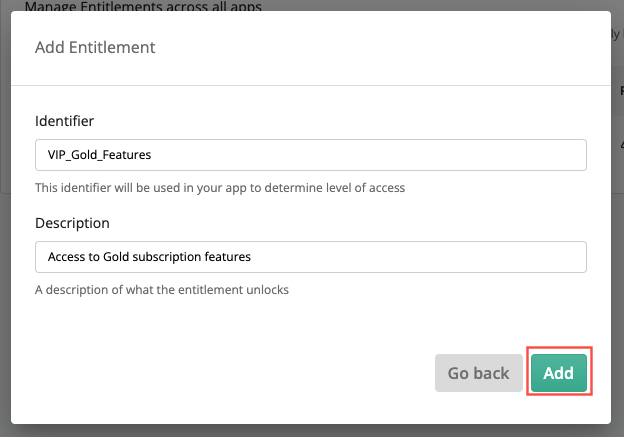 Manage Entitlements across all apps
Add Entitlement
Identifier
VIP_Gold_Features
This identifier will be used in your app to determine level of access
Description
Access to Gold subscription features
A description of what the entitlement unlocks
Go back
Add